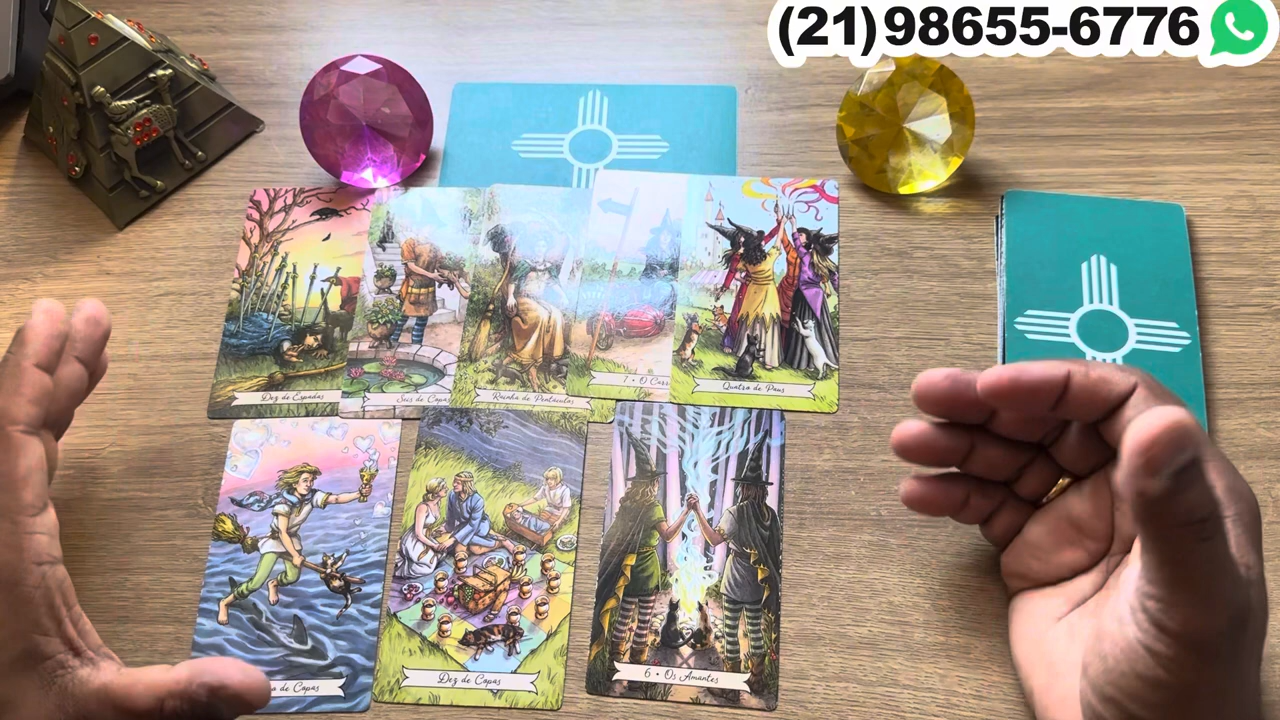 (21)98655-6776
Dez de Espadas
Seis de Copas
Rainha de Pentáculos
7 • O Carr
Quatro de Paus
de Copas
Dez de Copas
6 • Os Amantes